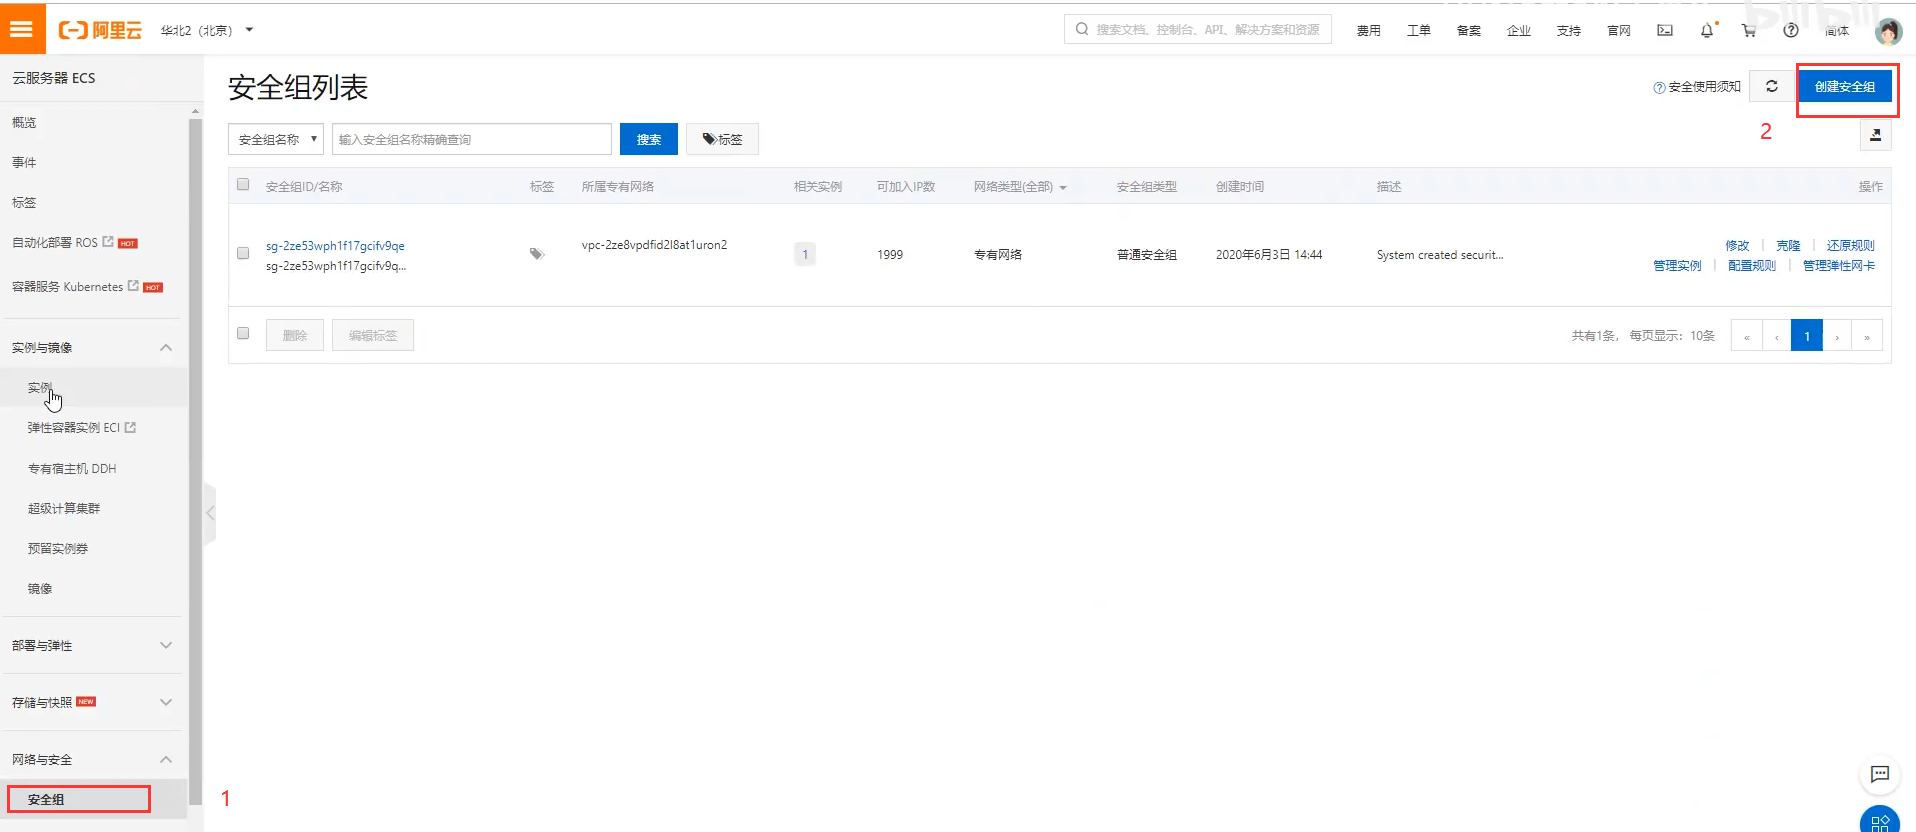 阿里云 华北2（北京） 搜索文档、控制台、API、解决方案和资源 费用 工单 备案 企业 支持 官网 简体
bilibili
云服务器 ECS
概览
事件
标签
自动化部署 ROS HOT
容器服务 Kubernetes HOT
实例与镜像
实例
弹性容器实例 ECI
专有宿主机 DDH
超级计算集群
预留实例券
镜像
部署与弹性
存储与快照 NEW
网络与安全
安全组 1
安全组列表 安全使用须知 创建安全组
2
安全组名称 输入安全组名称精确查询 搜索 标签
安全组ID/名称 标签 所属专有网络 相关实例 可加入IP数 网络类型(全部) 安全组类型 创建时间 描述 操作
sg-2ze53wph1f17gcifv9qe vpc-2ze8vpdfid2l8at1uron2 修改 克隆 还原规则
1 1999 专有网络 普通安全组 2020年6月3日 14:44 System created securit...
sg-2ze53wph1f17gcifv9q... 管理实例 配置规则 管理弹性网卡
删除 编辑标签 共有1条， 每页显示：10条 « ‹ 1 › »